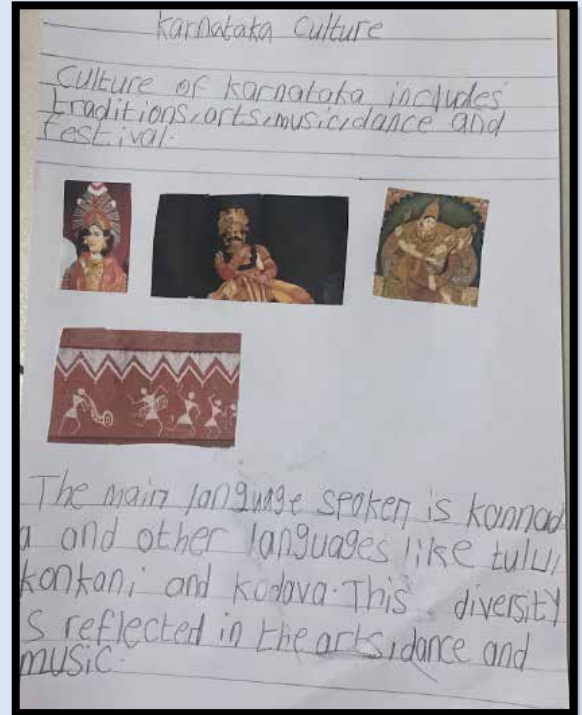 Karnataka Culture
Culture of Karnataka includes
traditions,arts,music,dance and
festival.
The main language spoken is kannad
a and other languages like tulu,
konkani and kodava.This diversity
s reflected in the arts,dance and
music.